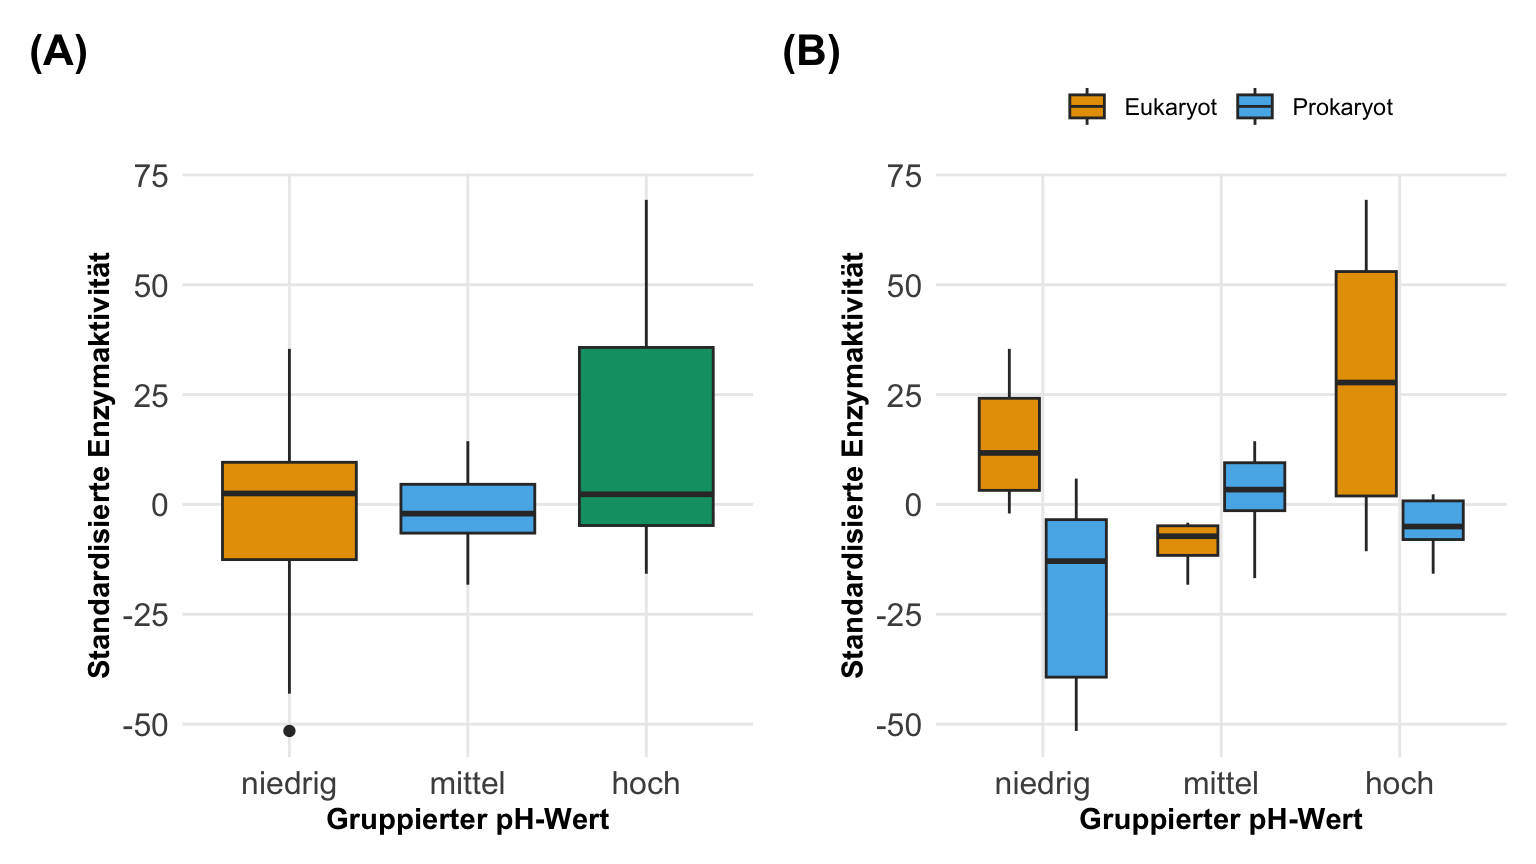 (A)
75
50
25
0
-25
-50
Standardisierte Enzymaktivität
niedrig mittel hoch
Gruppierter pH-Wert
(B)
Eukaryot Prokaryot
75
50
25
0
-25
-50
Standardisierte Enzymaktivität
niedrig mittel hoch
Gruppierter pH-Wert